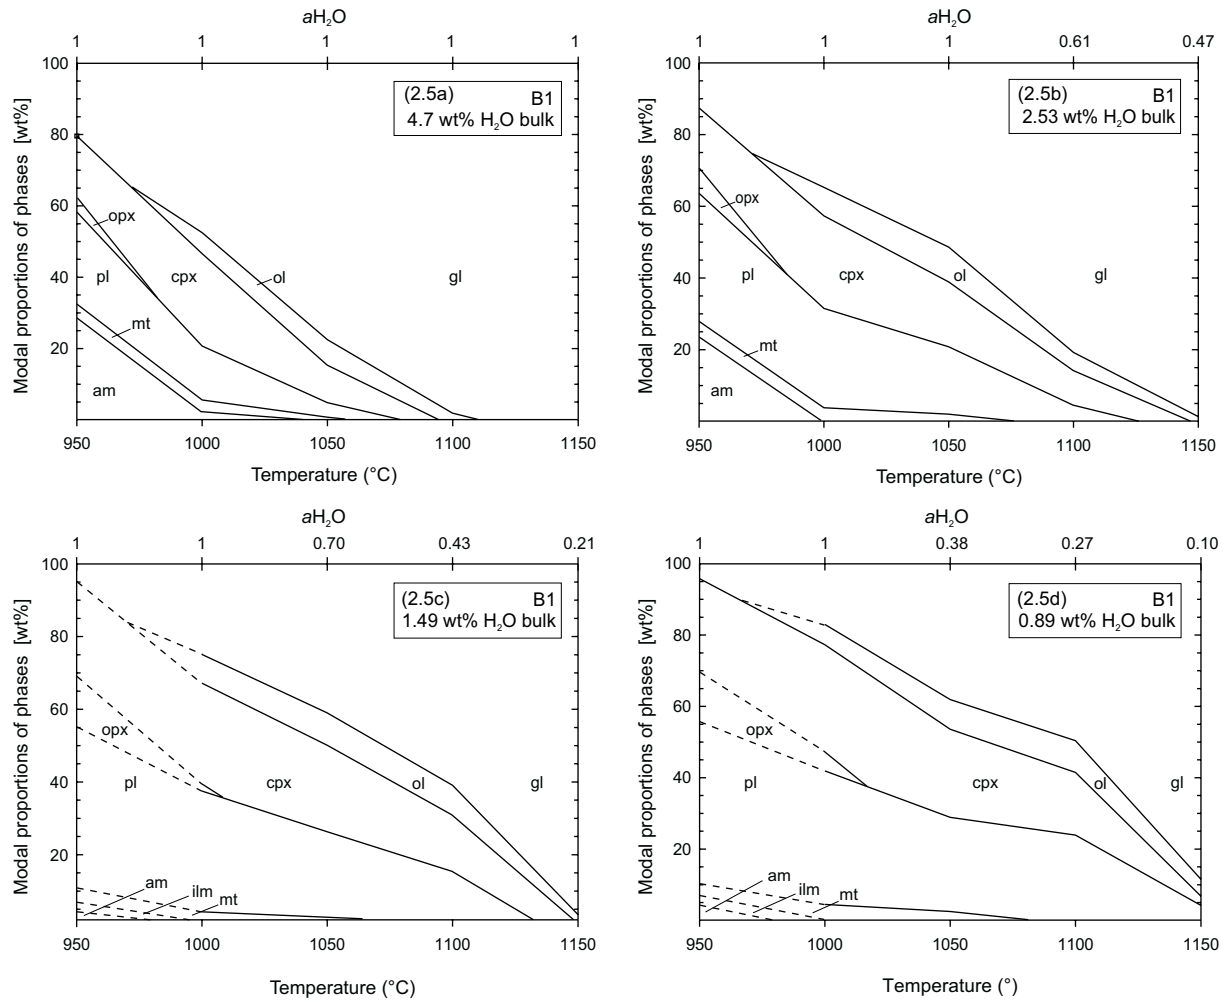 aH2O
1 1 1 1 1
100
80
60
40
20
Modal proportions of phases [wt%]
(2.5a) B1
4.7 wt% H2O bulk
opx
pl
cpx
ol
gl
mt
am
950 1000 1050 1100 1150
Temperature (°C)
aH2O
1 1 1 0.61 0.47
100
80
60
40
20
Modal proportions of phases [wt%]
(2.5b) B1
2.53 wt% H2O bulk
opx
pl
cpx
ol
gl
mt
am
950 1000 1050 1100 1150
Temperature (°C)
aH2O
1 1 0.70 0.43 0.21
100
80
60
40
20
Modal proportions of phases [wt%]
(2.5c) B1
1.49 wt% H2O bulk
opx
pl
cpx
ol
gl
am
ilm
mt
950 1000 1050 1100 1150
Temperature (°C)
aH2O
1 1 0.38 0.27 0.10
100
80
60
40
20
Modal proportions of phases [wt%]
(2.5d) B1
0.89 wt% H2O bulk
opx
pl
cpx
ol
gl
am
ilm
mt
950 1000 1050 1100 1150
Temperature (°)